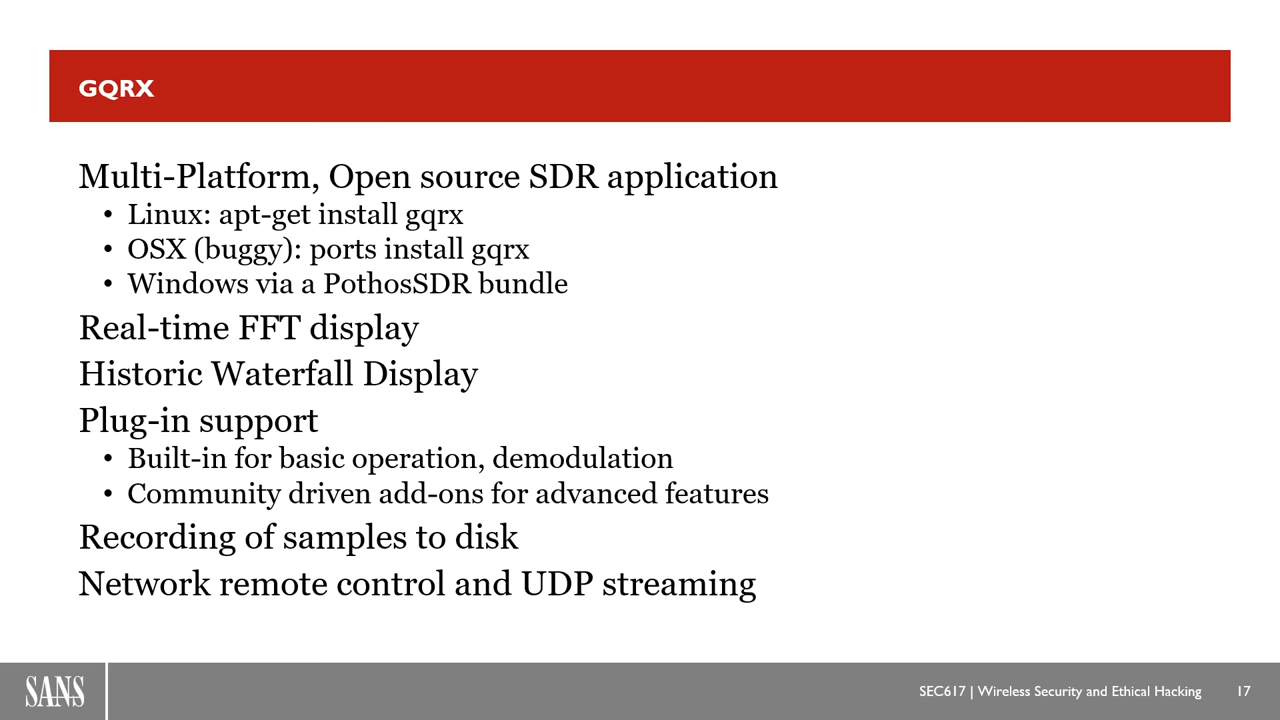 GQRX
Multi-Platform, Open source SDR application
• Linux: apt-get install gqrx
• OSX (buggy): ports install gqrx
• Windows via a PothosSDR bundle
Real-time FFT display
Historic Waterfall Display
Plug-in support
• Built-in for basic operation, demodulation
• Community driven add-ons for advanced features
Recording of samples to disk
Network remote control and UDP streaming
SANS
SEC617 | Wireless Security and Ethical Hacking 17